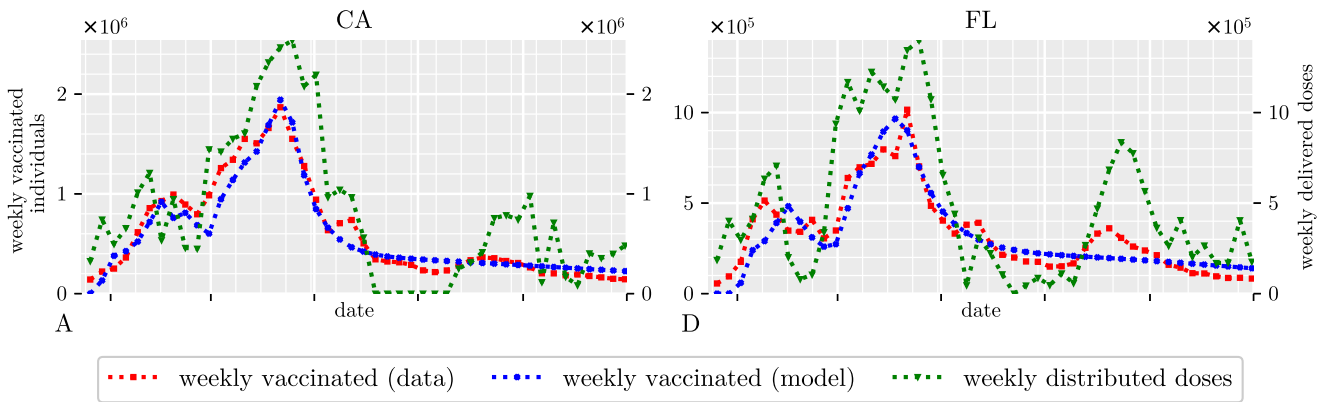 CA
×10⁶
×10⁶
weekly vaccinated
individuals
2
1
0
2
1
0
date
A
FL
×10⁵
×10⁵
10
5
0
10
5
0
weekly delivered doses
date
D
weekly vaccinated (data)
weekly vaccinated (model)
weekly distributed doses